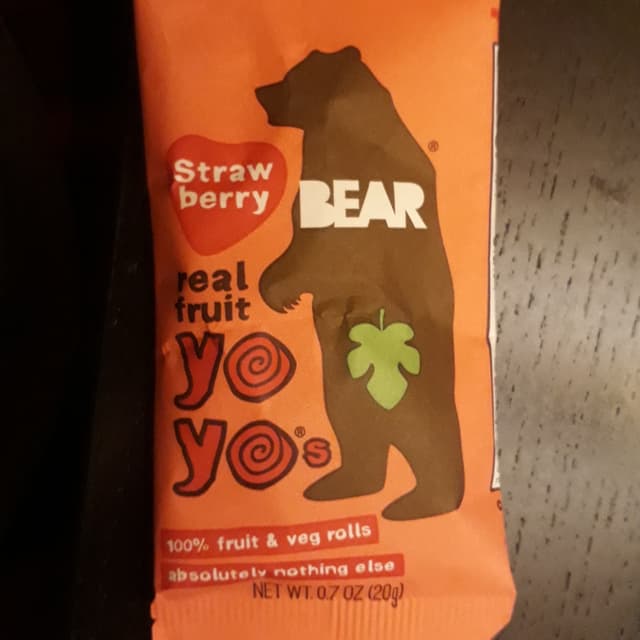 Straw
berry
BEAR®
real
fruit
yo
yo®s
100% fruit & veg rolls
absolutely nothing else
NET WT. 0.7 OZ (20g)